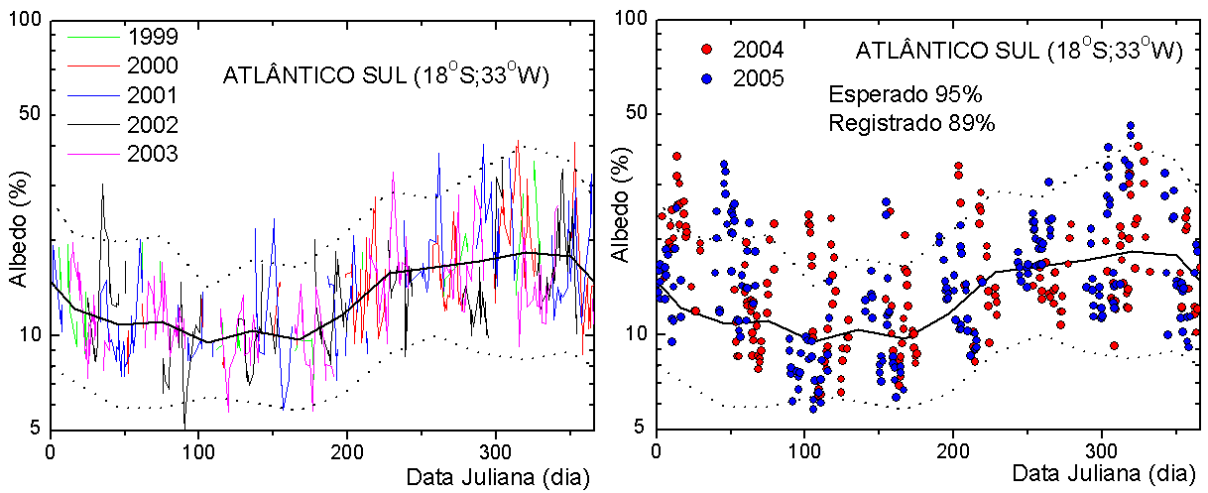 100
1999
2000
2001
2002
2003
ATLÂNTICO SUL (18°S;33°W)
Albedo (%)
10
5
0
100
200
300
Data Juliana (dia)
100
2004
2005
ATLÂNTICO SUL (18°S;33°W)
Esperado 95%
Registrado 89%
Albedo (%)
10
5
0
100
200
300
Data Juliana (dia)